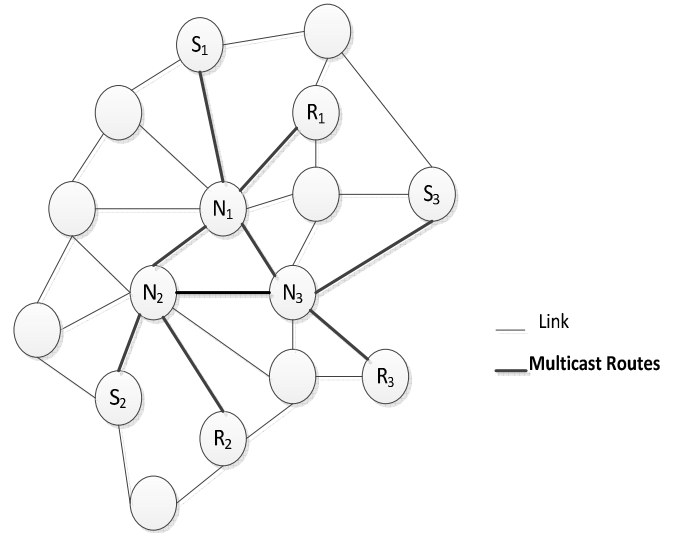 S₁
R₁
S₃
N₁
N₂
N₃
Link
Multicast Routes
R₃
S₂
R₂